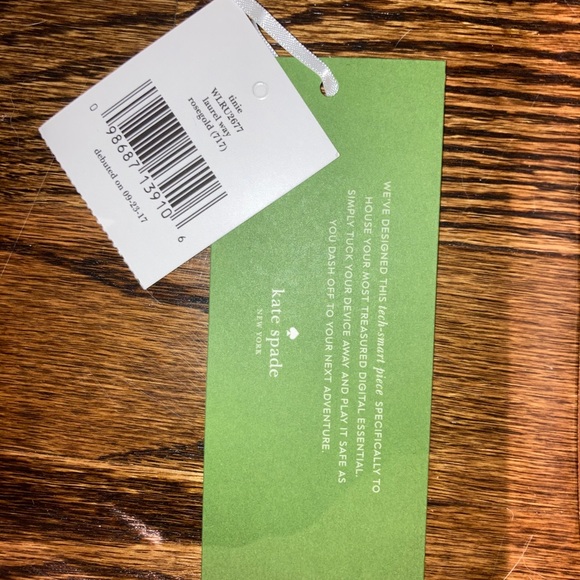 tinie
WLRU2677
laurel way
rosegold (717)
0 98687 13910 6
debuted on 09-23-17
WE'VE DESIGNED THIS tech-smart piece SPECIFICALLY TO
HOUSE YOUR MOST TREASURED DIGITAL ESSENTIAL.
SIMPLY TUCK YOUR DEVICE AWAY AND PLAY IT SAFE AS
YOU DASH OFF TO YOUR NEXT ADVENTURE.
kate spade
NEW YORK